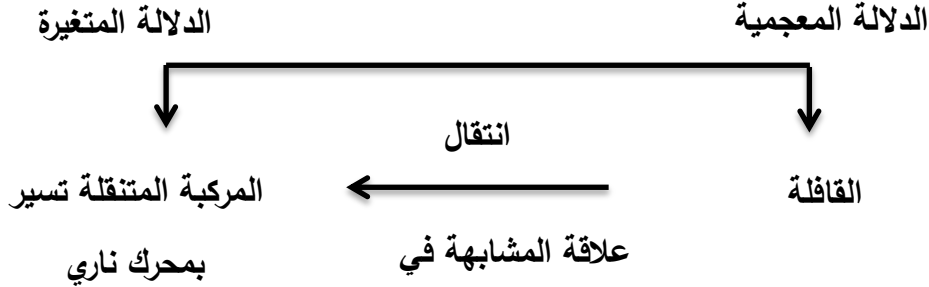 الدلالة المعجمية
الدلالة المتغيرة
انتقال
القافلة
المركبة المتنقلة تسير
علاقة المشابهة في
بمحرك ناري